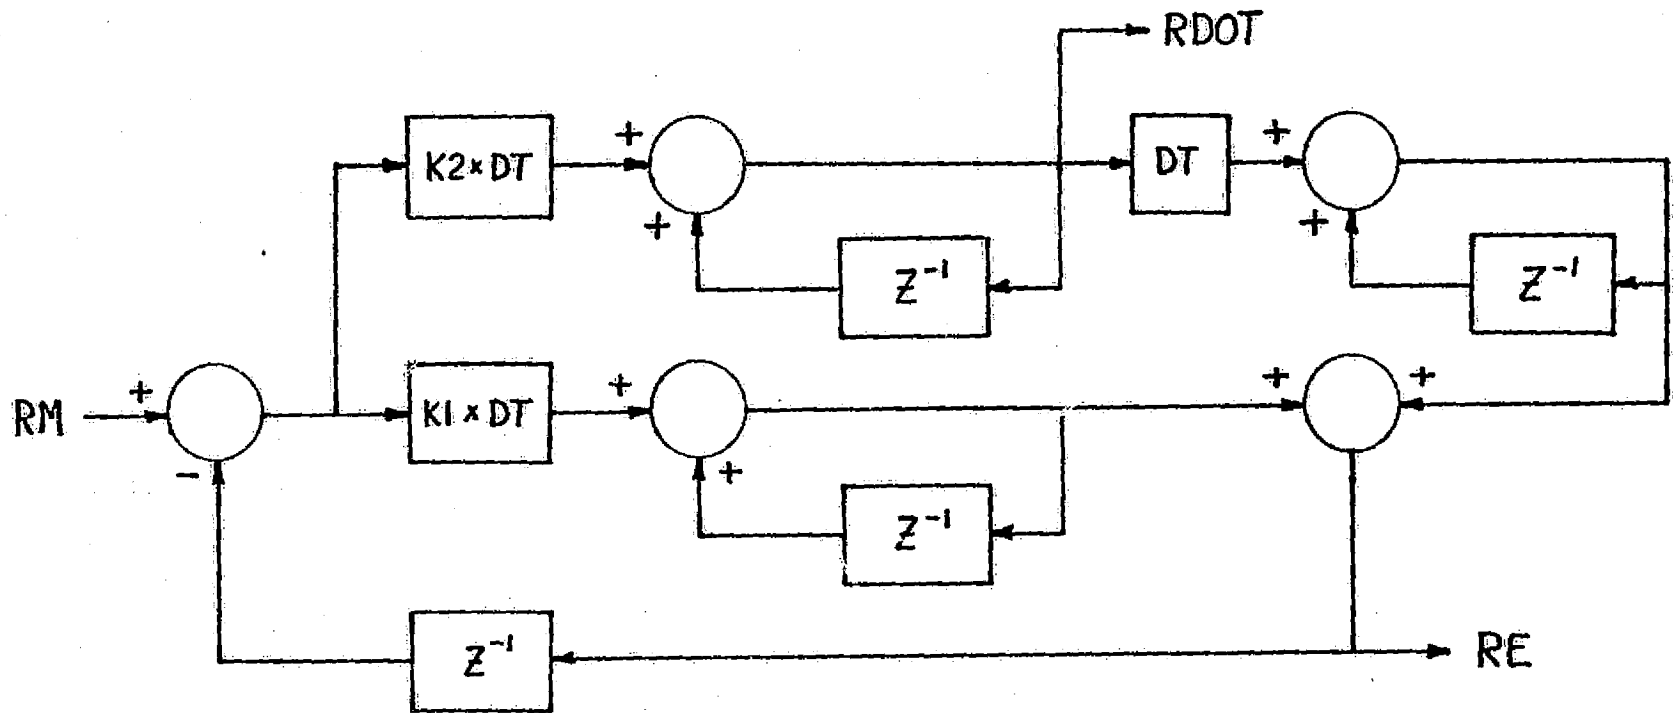 RDOT
K2×DT
+
+
DT
+
+
Z⁻¹
Z⁻¹
RM
+
-
K1×DT
+
+
Z⁻¹
+
+
Z⁻¹
RE